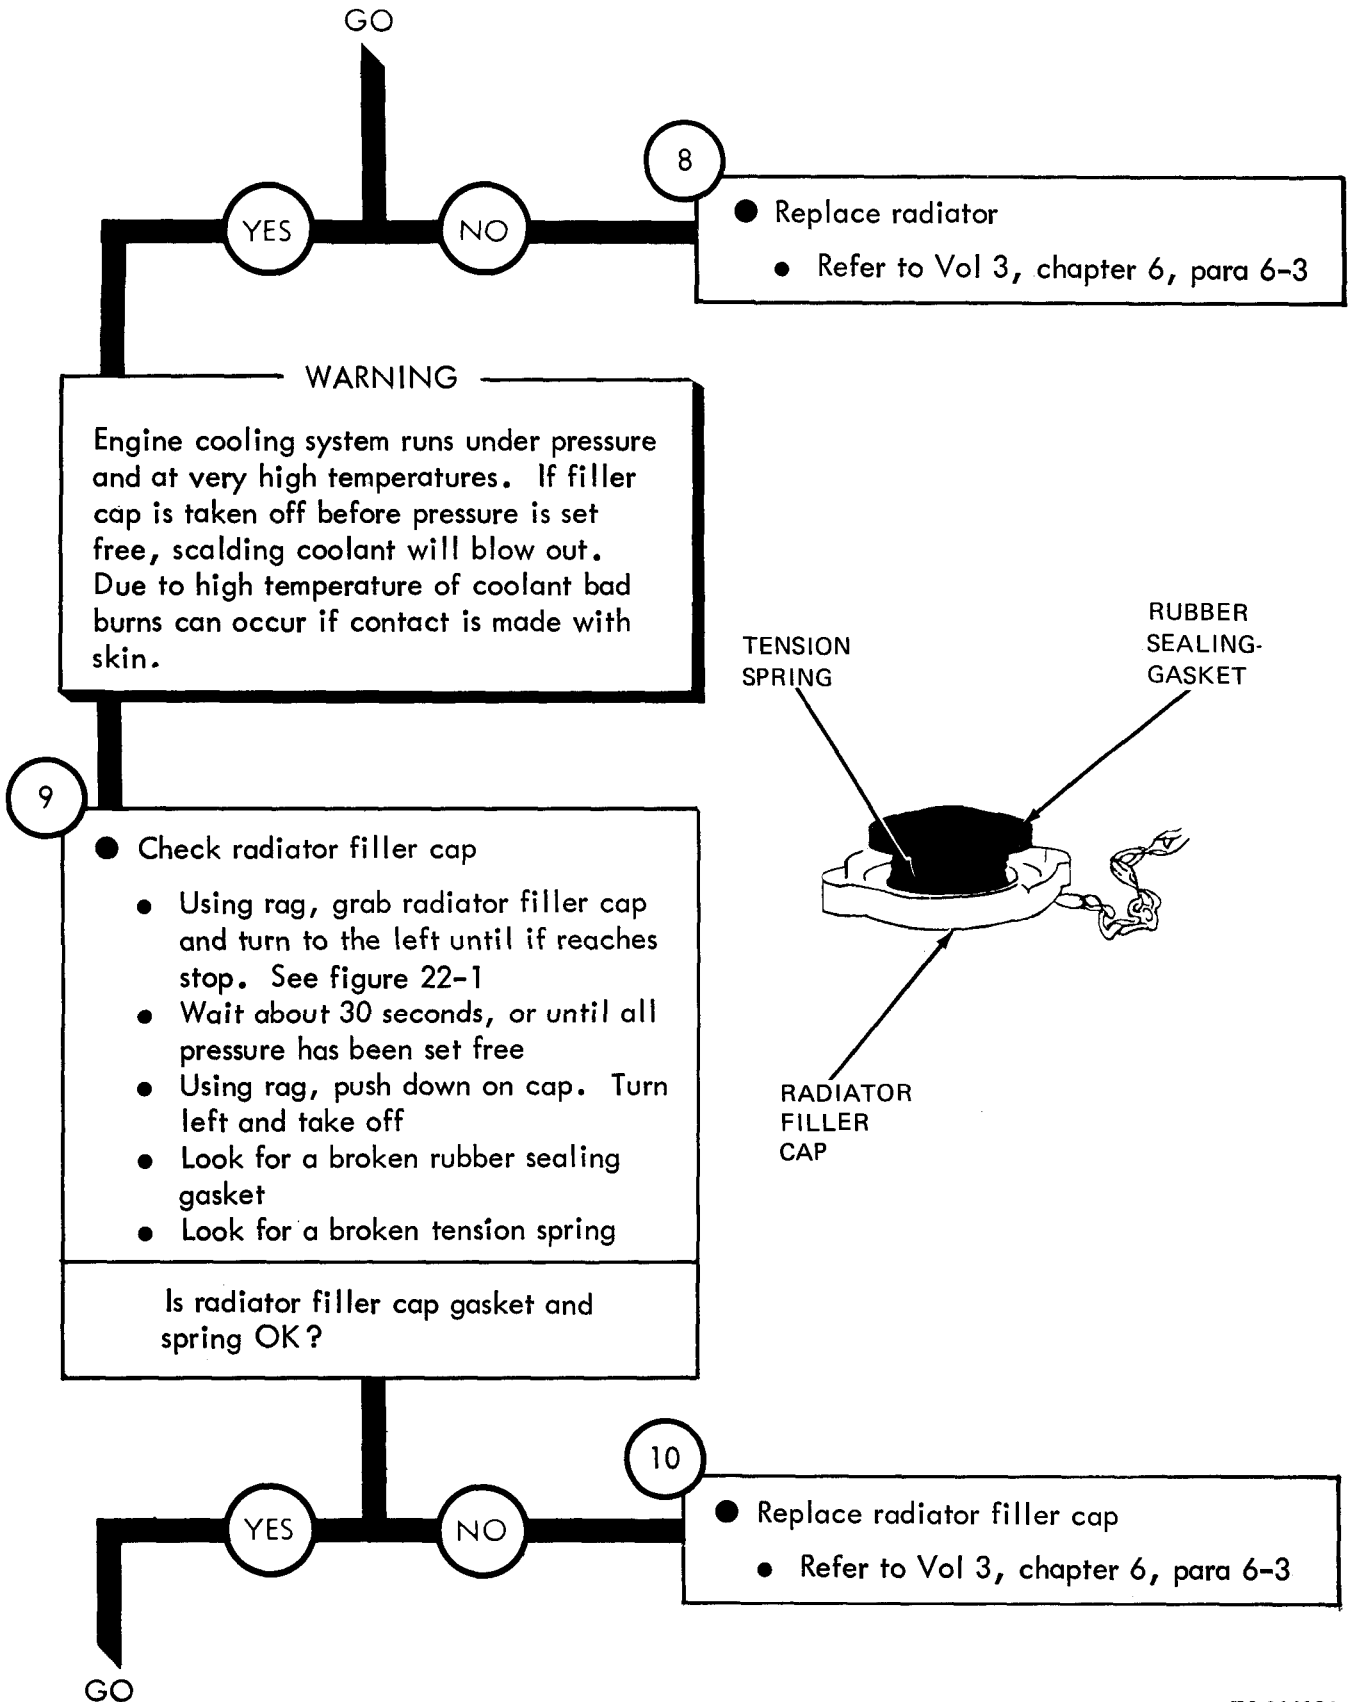 GO
YES
NO
8
● Replace radiator
● Refer to Vol 3, chapter 6, para 6-3
WARNING
Engine cooling system runs under pressure
and at very high temperatures. If filler
cap is taken off before pressure is set
free, scalding coolant will blow out.
Due to high temperature of coolant bad
burns can occur if contact is made with
skin.
TENSION
SPRING
RUBBER
SEALING-
GASKET
RADIATOR
FILLER
CAP
9
● Check radiator filler cap
● Using rag, grab radiator filler cap
and turn to the left until if reaches
stop. See figure 22-1
● Wait about 30 seconds, or until all
pressure has been set free
● Using rag, push down on cap. Turn
left and take off
● Look for a broken rubber sealing
gasket
● Look for a broken tension spring
Is radiator filler cap gasket and
spring OK?
YES
NO
10
● Replace radiator filler cap
● Refer to Vol 3, chapter 6, para 6-3
GO